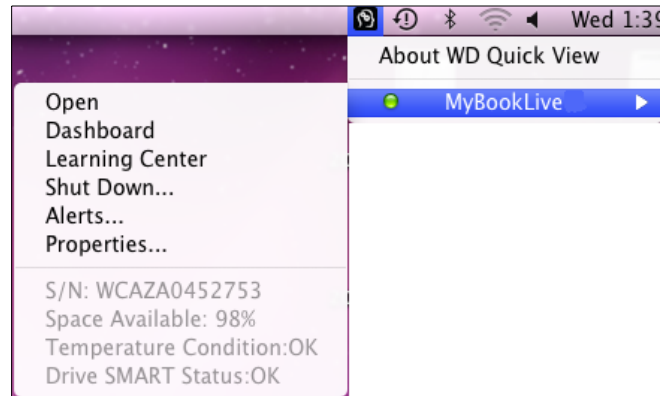 Wed 1:39
About WD Quick View
MyBookLive
Open
Dashboard
Learning Center
Shut Down...
Alerts...
Properties...
S/N: WCAZA0452753
Space Available: 98%
Temperature Condition:OK
Drive SMART Status:OK